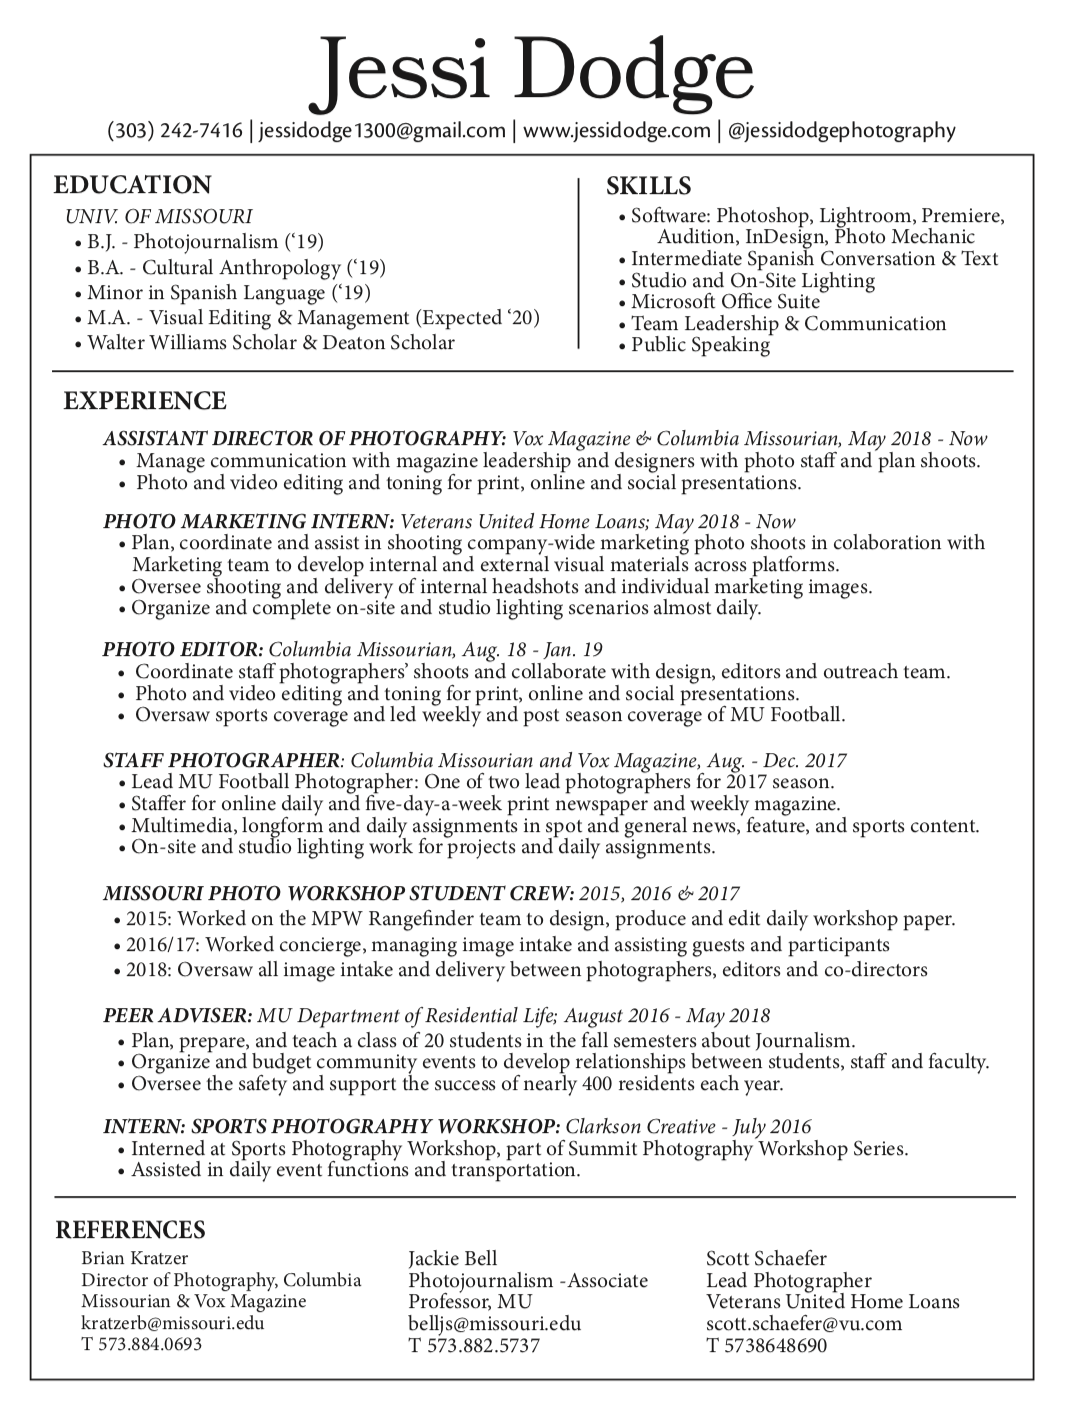 Jessi Dodge
(303) 242-7416 | jessidodge1300@gmail.com | www.jessidodge.com | @jessidodgephotography
EDUCATION
UNIV. OF MISSOURI
• B.J. - Photojournalism (‘19)
• B.A. - Cultural Anthropology (‘19)
• Minor in Spanish Language (‘19)
• M.A. - Visual Editing & Management (Expected ‘20)
• Walter Williams Scholar & Deaton Scholar
SKILLS
• Software: Photoshop, Lightroom, Premiere,
Audition, InDesign, Photo Mechanic
• Intermediate Spanish Conversation & Text
• Studio and On-Site Lighting
• Microsoft Office Suite
• Team Leadership & Communication
• Public Speaking
EXPERIENCE
ASSISTANT DIRECTOR OF PHOTOGRAPHY: Vox Magazine & Columbia Missourian, May 2018 - Now
• Manage communication with magazine leadership and designers with photo staff and plan shoots.
• Photo and video editing and toning for print, online and social presentations.
PHOTO MARKETING INTERN: Veterans United Home Loans; May 2018 - Now
• Plan, coordinate and assist in shooting company-wide marketing photo shoots in colaboration with
Marketing team to develop internal and external visual materials across platforms.
• Oversee shooting and delivery of internal headshots and individual marketing images.
• Organize and complete on-site and studio lighting scenarios almost daily.
PHOTO EDITOR: Columbia Missourian, Aug. 18 - Jan. 19
• Coordinate staff photographers’ shoots and collaborate with design, editors and outreach team.
• Photo and video editing and toning for print, online and social presentations.
• Oversaw sports coverage and led weekly and post season coverage of MU Football.
STAFF PHOTOGRAPHER: Columbia Missourian and Vox Magazine, Aug. - Dec. 2017
• Lead MU Football Photographer: One of two lead photographers for 2017 season.
• Staffer for online daily and five-day-a-week print newspaper and weekly magazine.
• Multimedia, longform and daily assignments in spot and general news, feature, and sports content.
• On-site and studio lighting work for projects and daily assignments.
MISSOURI PHOTO WORKSHOP STUDENT CREW: 2015, 2016 & 2017
• 2015: Worked on the MPW Rangefinder team to design, produce and edit daily workshop paper.
• 2016/17: Worked concierge, managing image intake and assisting guests and participants
• 2018: Oversaw all image intake and delivery between photographers, editors and co-directors
PEER ADVISER: MU Department of Residential Life; August 2016 - May 2018
• Plan, prepare, and teach a class of 20 students in the fall semesters about Journalism.
• Organize and budget community events to develop relationships between students, staff and faculty.
• Oversee the safety and support the success of nearly 400 residents each year.
INTERN: SPORTS PHOTOGRAPHY WORKSHOP: Clarkson Creative - July 2016
• Interned at Sports Photography Workshop, part of Summit Photography Workshop Series.
• Assisted in daily event functions and transportation.
REFERENCES
Brian Kratzer
Director of Photography, Columbia
Missourian & Vox Magazine
kratzerb@missouri.edu
T 573.884.0693
Jackie Bell
Photojournalism -Associate
Professor, MU
belljs@missouri.edu
T 573.882.5737
Scott Schaefer
Lead Photographer
Veterans United Home Loans
scott.schaefer@vu.com
T 5738648690